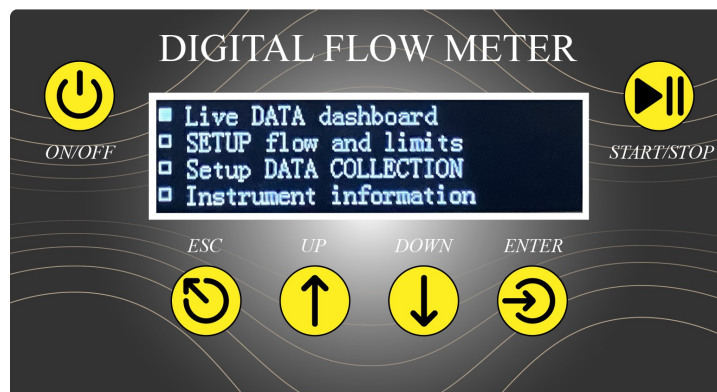 DIGITAL FLOW METER
ON/OFF
START/STOP
Live DATA dashboard
SETUP flow and limits
Setup DATA COLLECTION
Instrument information
ESC
UP
DOWN
ENTER